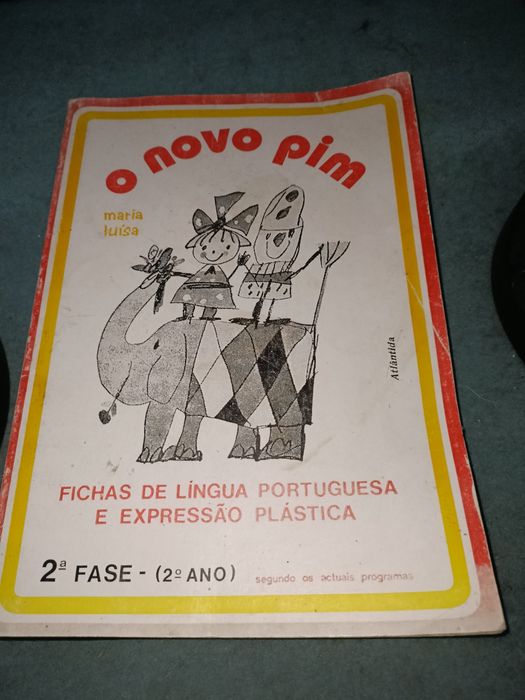 o novo pim
maria
luísa
Atlântida
FICHAS DE LÍNGUA PORTUGUESA
E EXPRESSÃO PLÁSTICA
2ª FASE - (2º ANO) segundo os actuais programas